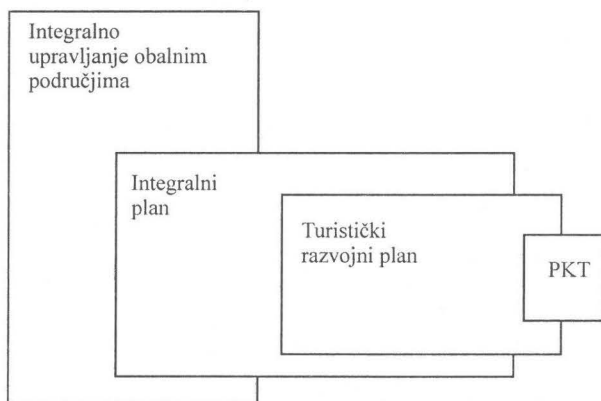 Integralno
upravljanje obalnim
područjima
Integralni
plan
Turistički
razvojni plan
PKT